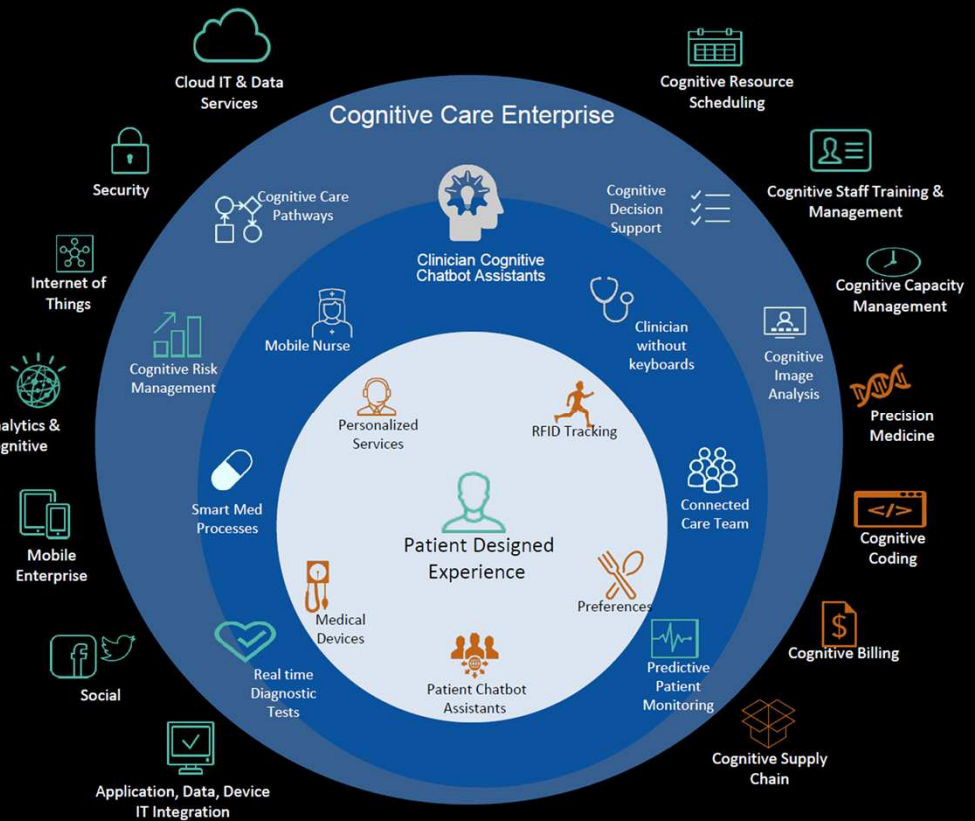 Cloud IT & Data
Services
Cognitive Resource
Scheduling
Cognitive Care Enterprise
Security
Cognitive Care
Pathways
Cognitive
Decision
Support
Cognitive Staff Training &
Management
Clinician Cognitive
Chatbot Assistants
Internet of
Things
Cognitive Capacity
Management
Mobile Nurse
Clinician
without
keyboards
Cognitive Risk
Management
Cognitive
Image
Analysis
Personalized
Services
RFID Tracking
Precision
Medicine
nalytics &
ognitive
Smart Med
Processes
Connected
Care Team
Patient Designed
Experience
</>
Cognitive
Coding
Mobile
Enterprise
Medical
Devices
Preferences
$
Cognitive Billing
f
Social
Real time
Diagnostic
Tests
Patient Chatbot
Assistants
Predictive
Patient
Monitoring
Cognitive Supply
Chain
Application, Data, Device
IT Integration